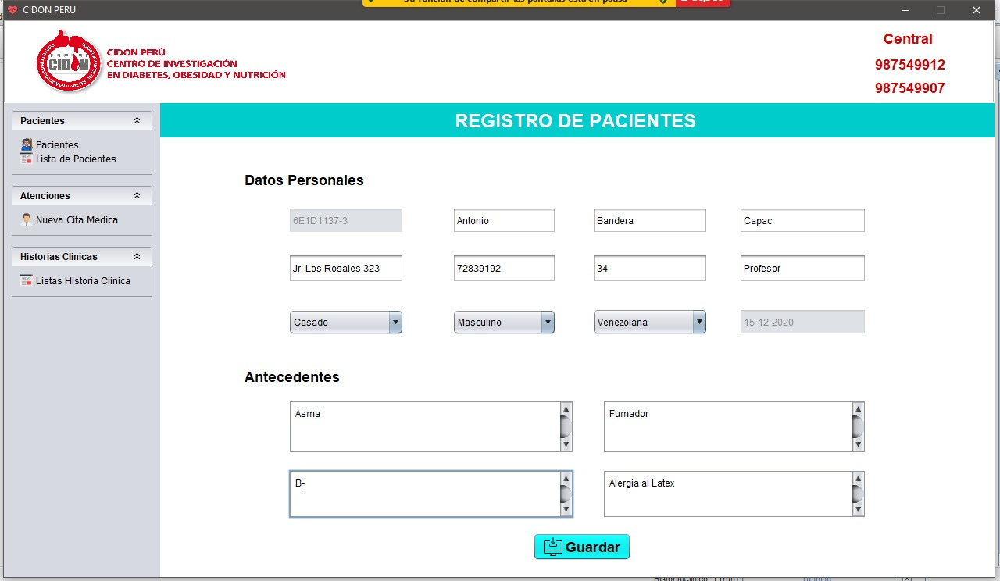 CIDON PERU
Su función de compartir las pantallas está en pausa
CIDON
CIDON PERÚ
CENTRO DE INVESTIGACIÓN
EN DIABETES, OBESIDAD Y NUTRICIÓN
Central
987549912
987549907
Pacientes
Pacientes
Lista de Pacientes
Atenciones
Nueva Cita Medica
Historias Clinicas
Listas Historia Clinica
REGISTRO DE PACIENTES
Datos Personales
6E1D1137-3 Antonio Bandera Capac
Jr. Los Rosales 323 72839192 34 Profesor
Casado Masculino Venezolana 15-12-2020
Antecedentes
Asma Fumador
B- Alergia al Latex
Guardar